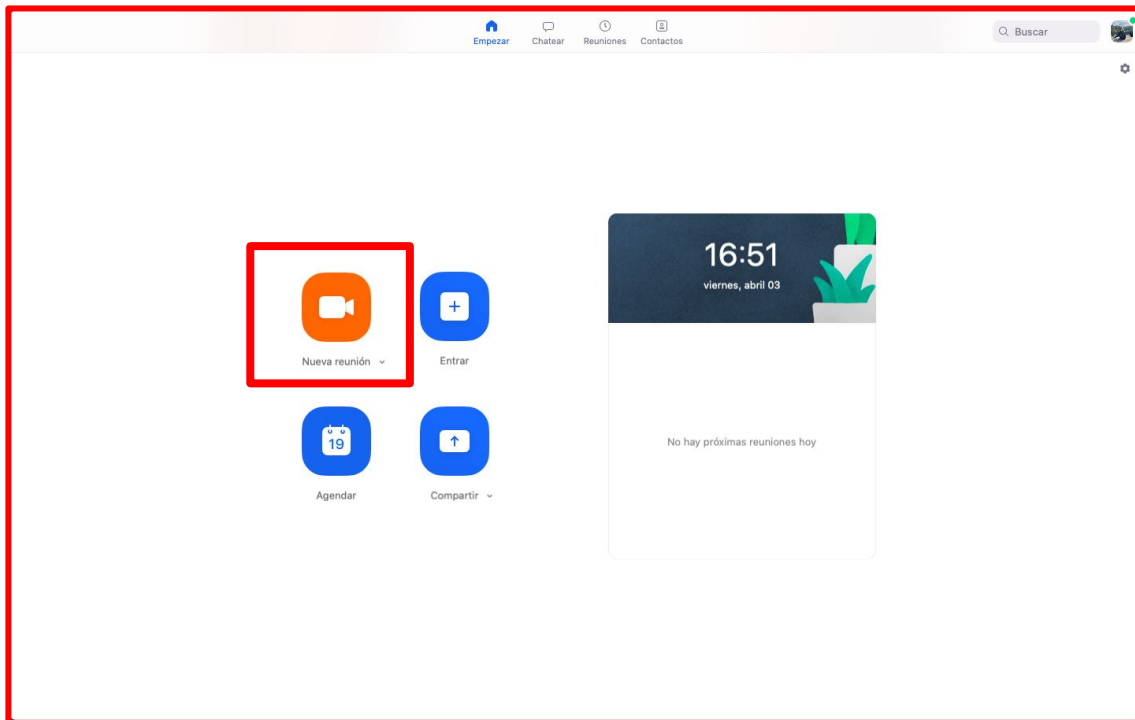 Empezar
Chatear
Reuniones
Contactos
Buscar
16:51
viernes, abril 03
Nueva reunión
Entrar
19
Agendar
Compartir
No hay próximas reuniones hoy